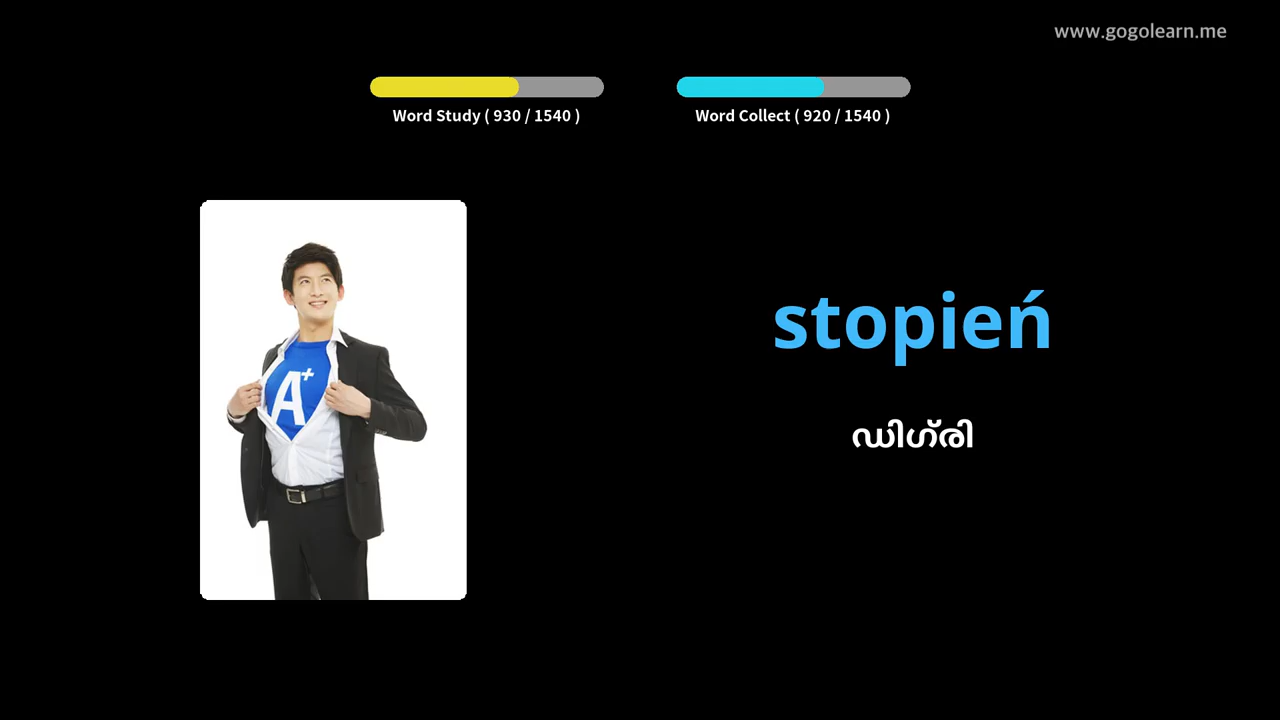 www.gogolearn.me
Word Study ( 930 / 1540 )
Word Collect ( 920 / 1540 )
A+
stopień
ഡിഗ്രി